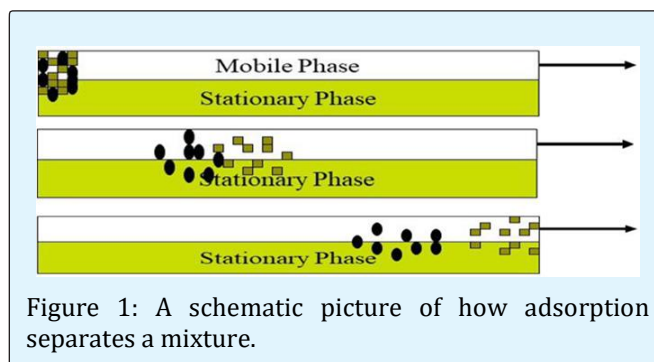 Mobile Phase
Stationary Phase
Stationary Phase
Stationary Phase
Figure 1: A schematic picture of how adsorption
separates a mixture.